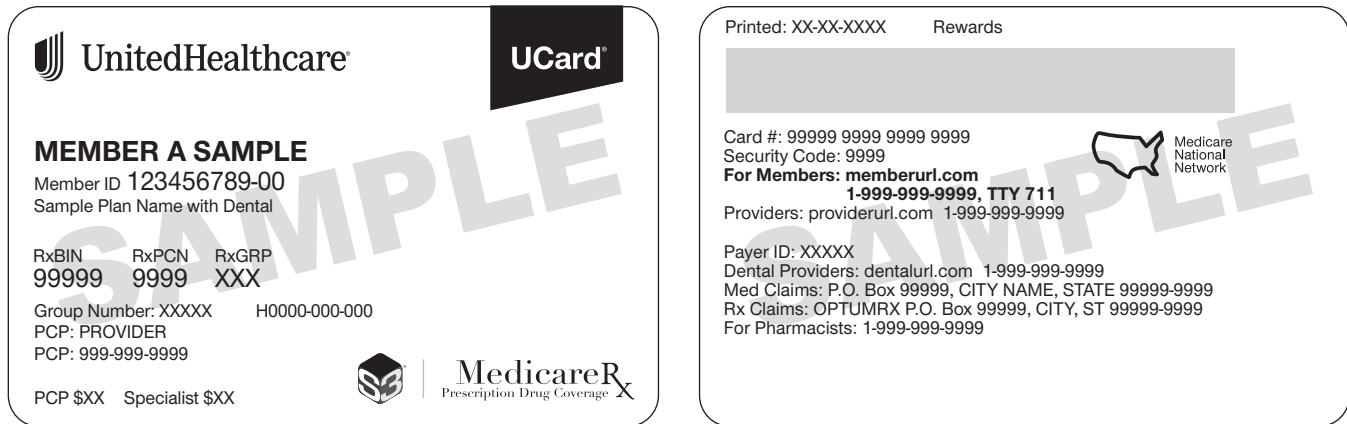 UnitedHealthcare®
UCard®
SAMPLE
MEMBER A SAMPLE
Member ID 123456789-00
Sample Plan Name with Dental
RxBIN RxPCN RxGRP
99999 9999 XXX
Group Number: XXXXX H0000-000-000
PCP: PROVIDER
PCP: 999-999-9999
PCP $XX Specialist $XX
S3
MedicareRx
Prescription Drug Coverage
Printed: XX-XX-XXXX Rewards
SAMPLE
Card #: 99999 9999 9999 9999
Security Code: 9999
For Members: memberurl.com
1-999-999-9999, TTY 711
Providers: providerurl.com 1-999-999-9999
Medicare
National
Network
Payer ID: XXXXX
Dental Providers: dentalurl.com 1-999-999-9999
Med Claims: P.O. Box 99999, CITY NAME, STATE 99999-9999
Rx Claims: OPTUMRX P.O. Box 99999, CITY, ST 99999-9999
For Pharmacists: 1-999-999-9999